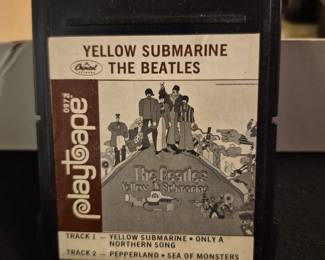 YELLOW SUBMARINE
Capitol
THE BEATLES
playtape
0972
The Beatles
Yellow Submarine
TRACK 1 — YELLOW SUBMARINE • ONLY A
NORTHERN SONG
TRACK 2 — PEPPERLAND • SEA OF MONSTERS